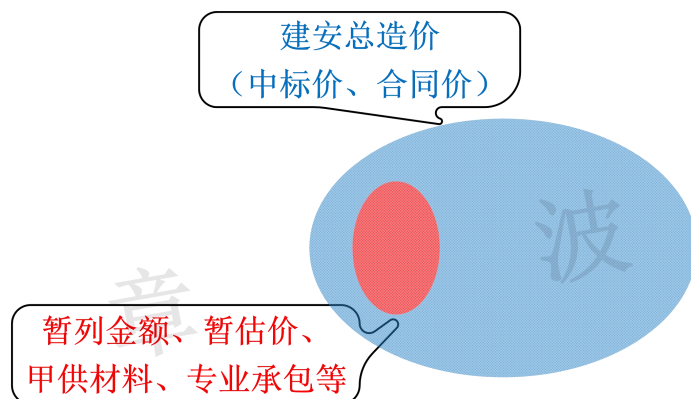 建安总造价
（中标价、合同价）
波
章
暂列金额、暂估价、
甲供材料、专业承包等